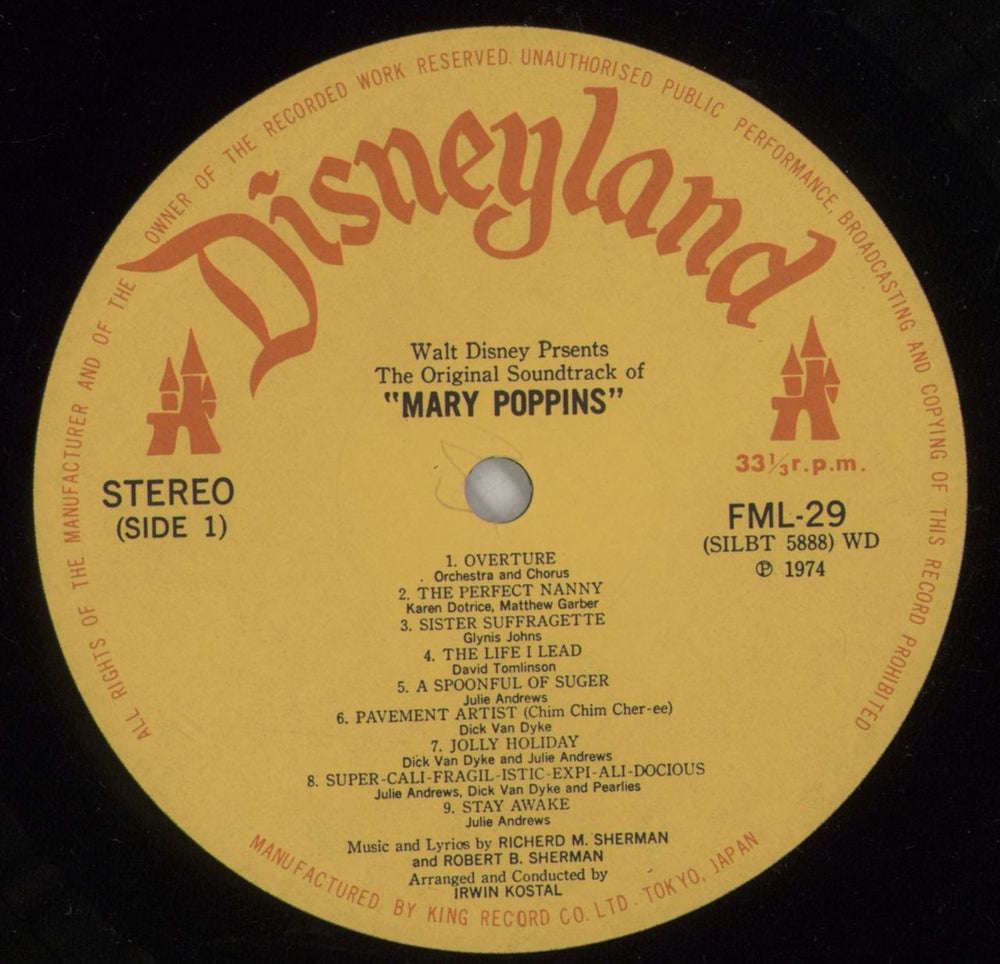 ALL RIGHTS OF THE MANUFACTURER AND OF THE OWNER OF THE RECORDED WORK RESERVED. UNAUTHORISED PUBLIC PERFORMANCE, BROADCASTING AND COPYING OF THIS RECORD PROHIBITED
Disneyland
Walt Disney Prsents
The Original Soundtrack of
"MARY POPPINS"
STEREO
(SIDE 1)
33⅓r.p.m.
FML-29
(SILBT 5888) WD
℗ 1974
1. OVERTURE
Orchestra and Chorus
2. THE PERFECT NANNY
Karen Dotrice, Matthew Garber
3. SISTER SUFFRAGETTE
Glynis Johns
4. THE LIFE I LEAD
David Tomlinson
5. A SPOONFUL OF SUGER
Julie Andrews
6. PAVEMENT ARTIST (Chim Chim Cher-ee)
Dick Van Dyke
7. JOLLY HOLIDAY
Dick Van Dyke and Julie Andrews
8. SUPER-CALI-FRAGIL-ISTIC-EXPI-ALI-DOCIOUS
Julie Andrews, Dick Van Dyke and Pearlies
9. STAY AWAKE
Julie Andrews
Music and Lyrios by RICHERD M. SHERMAN
and ROBERT B. SHERMAN
Arranged and Conducted by
IRWIN KOSTAL
MANUFACTURED BY KING RECORD CO. LTD. TOKYO, JAPAN